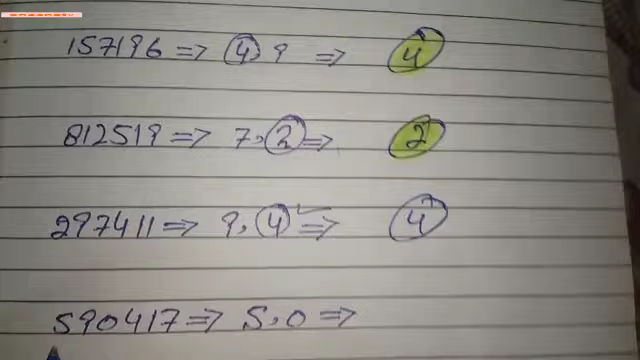 157196 => 4, 9 => 4
812519 => 7, 2 => 2
297411 => 9, 4 => 4
590417 => 5, 0 =>